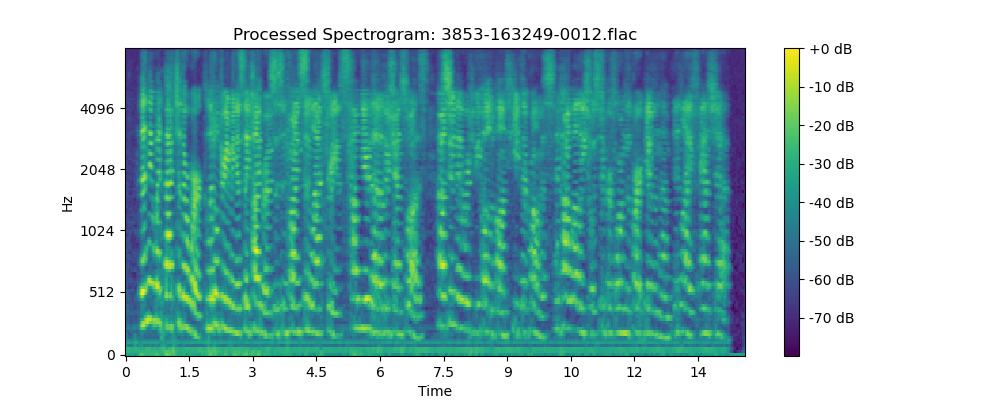 Processed Spectrogram: 3853-163249-0012.flac
+0 dB
-10 dB
-20 dB
-30 dB
-40 dB
-50 dB
-60 dB
-70 dB
Hz
4096
2048
1024
512
0
0 1.5 3 4.5 6 7.5 9 10 12 14
Time